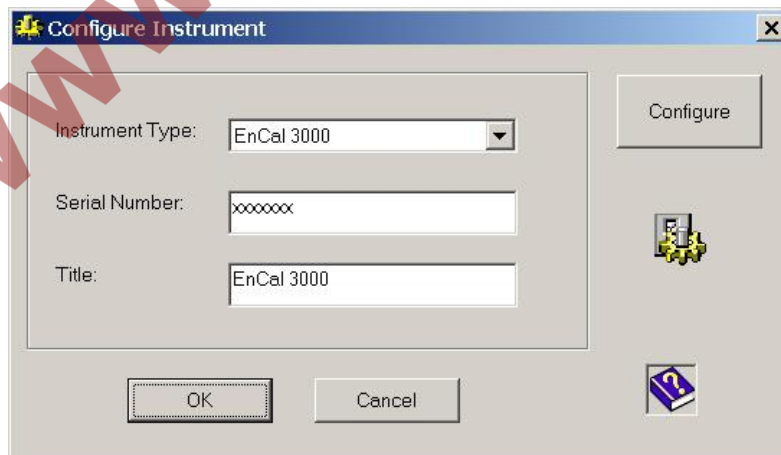 Configure Instrument
Instrument Type:
EnCal 3000
Configure
Serial Number:
xxxxxxx
Title:
EnCal 3000
OK
Cancel
?